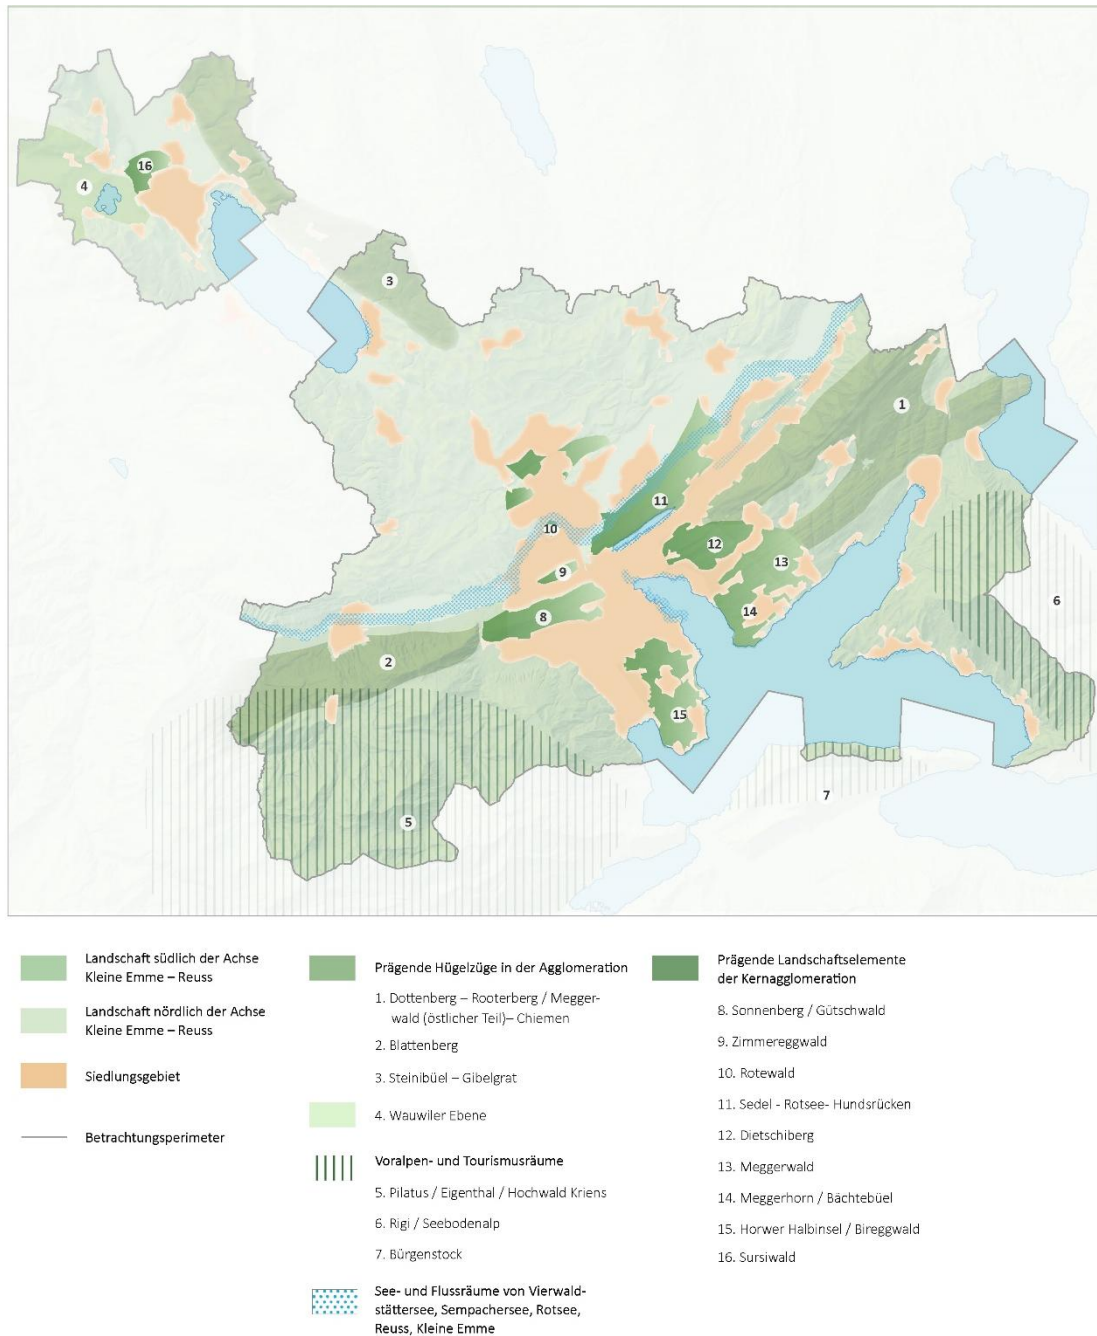 16
4
3
1
11
10
12
9
13
6
8
14
2
15
7
5
Landschaft südlich der Achse
Kleine Emme – Reuss
Landschaft nördlich der Achse
Kleine Emme – Reuss
Siedlungsgebiet
Betrachtungsperimeter
Prägende Hügelzüge in der Agglomeration
1. Dottenberg – Rooterberg / Megger-
wald (östlicher Teil)– Chiemen
2. Blattenberg
3. Steinibüel – Gibelgrat
4. Wauwiler Ebene
Voralpen- und Tourismusräume
5. Pilatus / Eigenthal / Hochwald Kriens
6. Rigi / Seebodenalp
7. Bürgenstock
See- und Flussräume von Vierwald-
stättersee, Sempachersee, Rotsee,
Reuss, Kleine Emme
Prägende Landschaftselemente
der Kernagglomeration
8. Sonnenberg / Gütschwald
9. Zimmereggwald
10. Rotewald
11. Sedel - Rotsee- Hundsrücken
12. Dietschiberg
13. Meggerwald
14. Meggerhorn / Bächtebüel
15. Horwer Halbinsel / Bireggwald
16. Sursiwald